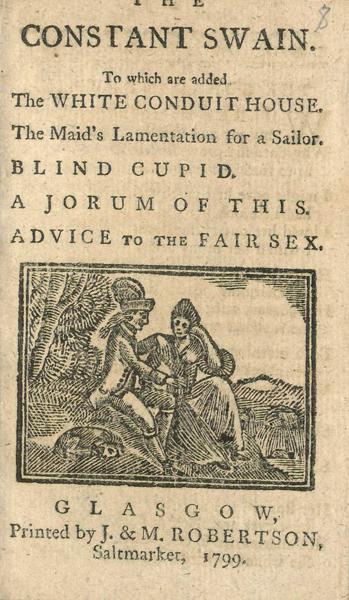 THE
CONSTANT SWAIN.
8
To which are added
The WHITE CONDUIT HOUSE.
The Maid's Lamentation for a Sailor.
BLIND CUPID.
A JORUM OF THIS.
ADVICE TO THE FAIR SEX.
GLASGOW,
Printed by J. & M. ROBERTSON,
Saltmarket, 1799.